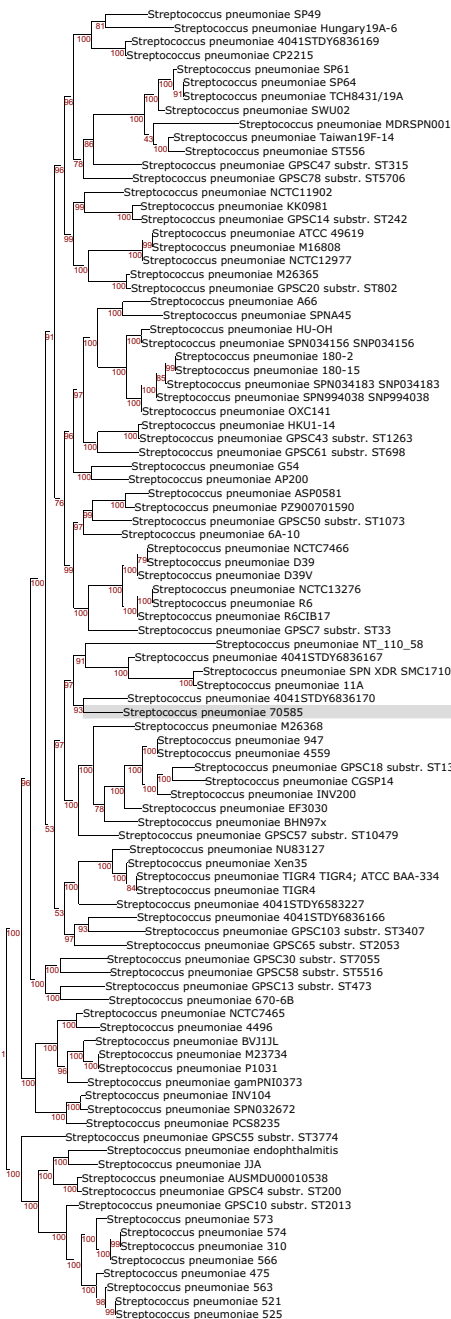 Streptococcus pneumoniae SP49
Streptococcus pneumoniae Hungary19A-6
Streptococcus pneumoniae 4041STDY6836169
Streptococcus pneumoniae CP2215
Streptococcus pneumoniae SP61
Streptococcus pneumoniae SP64
Streptococcus pneumoniae TCH8431/19A
Streptococcus pneumoniae SWU02
Streptococcus pneumoniae MDRSPN001
Streptococcus pneumoniae Taiwan19F-14
Streptococcus pneumoniae ST556
Streptococcus pneumoniae GPSC47 substr. ST315
Streptococcus pneumoniae GPSC78 substr. ST5706
Streptococcus pneumoniae NCTC11902
Streptococcus pneumoniae KK0981
Streptococcus pneumoniae GPSC14 substr. ST242
Streptococcus pneumoniae ATCC 49619
Streptococcus pneumoniae M16808
Streptococcus pneumoniae NCTC12977
Streptococcus pneumoniae M26365
Streptococcus pneumoniae GPSC20 substr. ST802
Streptococcus pneumoniae A66
Streptococcus pneumoniae SPNA45
Streptococcus pneumoniae HU-OH
Streptococcus pneumoniae SPN034156 SNP034156
Streptococcus pneumoniae 180-2
Streptococcus pneumoniae 180-15
Streptococcus pneumoniae SPN034183 SNP034183
Streptococcus pneumoniae SPN994038 SNP994038
Streptococcus pneumoniae OXC141
Streptococcus pneumoniae HKU1-14
Streptococcus pneumoniae GPSC43 substr. ST1263
Streptococcus pneumoniae GPSC61 substr. ST698
Streptococcus pneumoniae G54
Streptococcus pneumoniae AP200
Streptococcus pneumoniae ASP0581
Streptococcus pneumoniae PZ900701590
Streptococcus pneumoniae GPSC50 substr. ST1073
Streptococcus pneumoniae 6A-10
Streptococcus pneumoniae NCTC7466
Streptococcus pneumoniae D39
Streptococcus pneumoniae D39V
Streptococcus pneumoniae NCTC13276
Streptococcus pneumoniae R6
Streptococcus pneumoniae R6CIB17
Streptococcus pneumoniae GPSC7 substr. ST33
Streptococcus pneumoniae NT_110_58
Streptococcus pneumoniae 4041STDY6836167
Streptococcus pneumoniae SPN XDR SMC1710
Streptococcus pneumoniae 11A
Streptococcus pneumoniae 4041STDY6836170
Streptococcus pneumoniae 70585
Streptococcus pneumoniae M26368
Streptococcus pneumoniae 947
Streptococcus pneumoniae 4559
Streptococcus pneumoniae GPSC18 substr. ST13
Streptococcus pneumoniae CGSP14
Streptococcus pneumoniae INV200
Streptococcus pneumoniae EF3030
Streptococcus pneumoniae BHN97x
Streptococcus pneumoniae GPSC57 substr. ST10479
Streptococcus pneumoniae NU83127
Streptococcus pneumoniae Xen35
Streptococcus pneumoniae TIGR4 TIGR4; ATCC BAA-334
Streptococcus pneumoniae TIGR4
Streptococcus pneumoniae 4041STDY6583227
Streptococcus pneumoniae 4041STDY6836166
Streptococcus pneumoniae GPSC103 substr. ST3407
Streptococcus pneumoniae GPSC65 substr. ST2053
Streptococcus pneumoniae GPSC30 substr. ST7055
Streptococcus pneumoniae GPSC58 substr. ST5516
Streptococcus pneumoniae GPSC13 substr. ST473
Streptococcus pneumoniae 670-6B
Streptococcus pneumoniae NCTC7465
Streptococcus pneumoniae 4496
Streptococcus pneumoniae BVJ1JL
Streptococcus pneumoniae M23734
Streptococcus pneumoniae P1031
Streptococcus pneumoniae gamPNI0373
Streptococcus pneumoniae INV104
Streptococcus pneumoniae SPN032672
Streptococcus pneumoniae PCS8235
Streptococcus pneumoniae GPSC55 substr. ST3774
Streptococcus pneumoniae endophthalmitis
Streptococcus pneumoniae JJA
Streptococcus pneumoniae AUSMDU00010538
Streptococcus pneumoniae GPSC4 substr. ST200
Streptococcus pneumoniae GPSC10 substr. ST2013
Streptococcus pneumoniae 573
Streptococcus pneumoniae 574
Streptococcus pneumoniae 310
Streptococcus pneumoniae 566
Streptococcus pneumoniae 475
Streptococcus pneumoniae 563
Streptococcus pneumoniae 521
Streptococcus pneumoniae 525